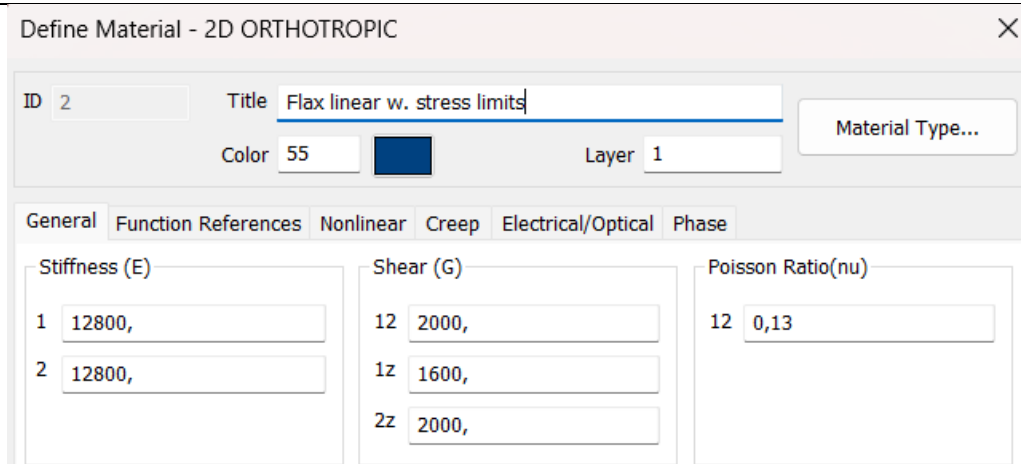 Define Material - 2D ORTHOTROPIC
ID 2 Title Flax linear w. stress limits Material Type...
Color 55 Layer 1
General Function References Nonlinear Creep Electrical/Optical Phase
Stiffness (E) Shear (G) Poisson Ratio(nu)
1 12800, 12 2000, 12 0,13
2 12800, 1z 1600,
2z 2000,